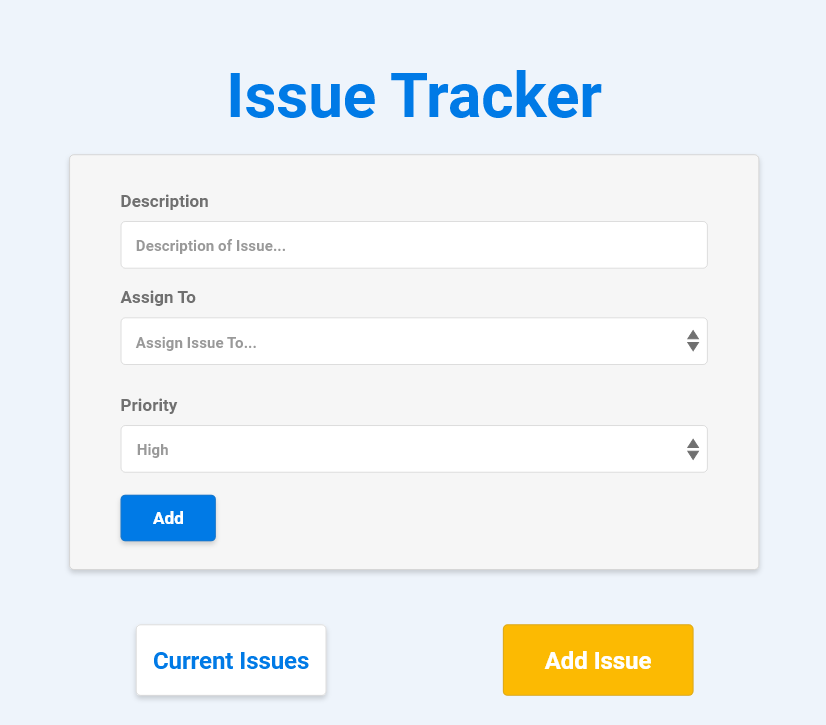 Issue Tracker
Description
Description of Issue...
Assign To
Assign Issue To...
Priority
High
Add
Current Issues
Add Issue